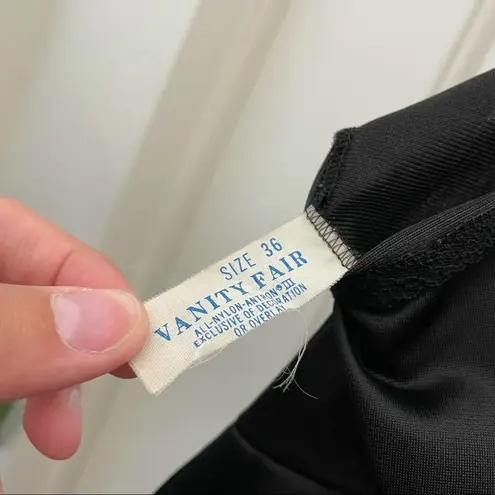 SIZE 36
VANITY FAIR
ALL-NYLON-ANTRON® III
EXCLUSIVE OF DECORATION
OR OVERLAY